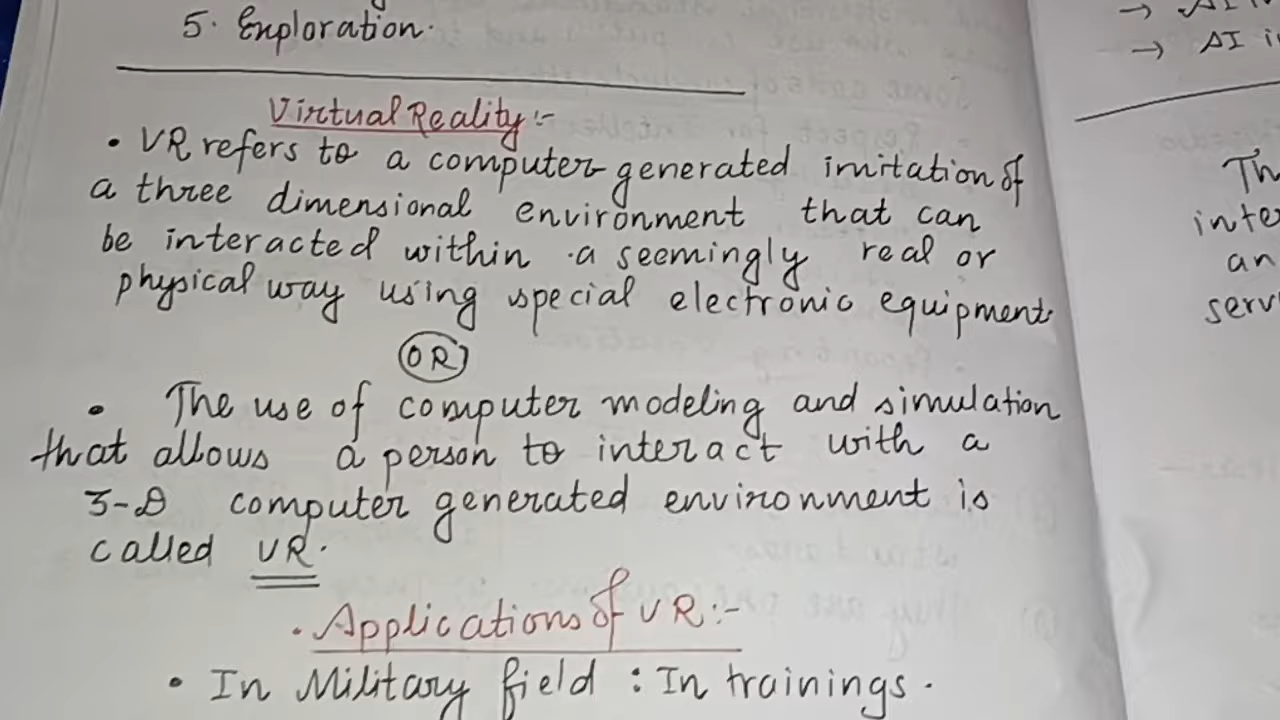 5. Exploration.
Virtual Reality :-
• VR refers to a computer generated imitation of
a three dimensional environment that can
be interacted within a seemingly real or
physical way using special electronic equipment.
OR
• The use of computer modeling and simulation
that allows a person to interact with a
3-D computer generated environment is
called VR.
• Applications of VR :-
• In Military field : In trainings.
→ AI
→ AI
an